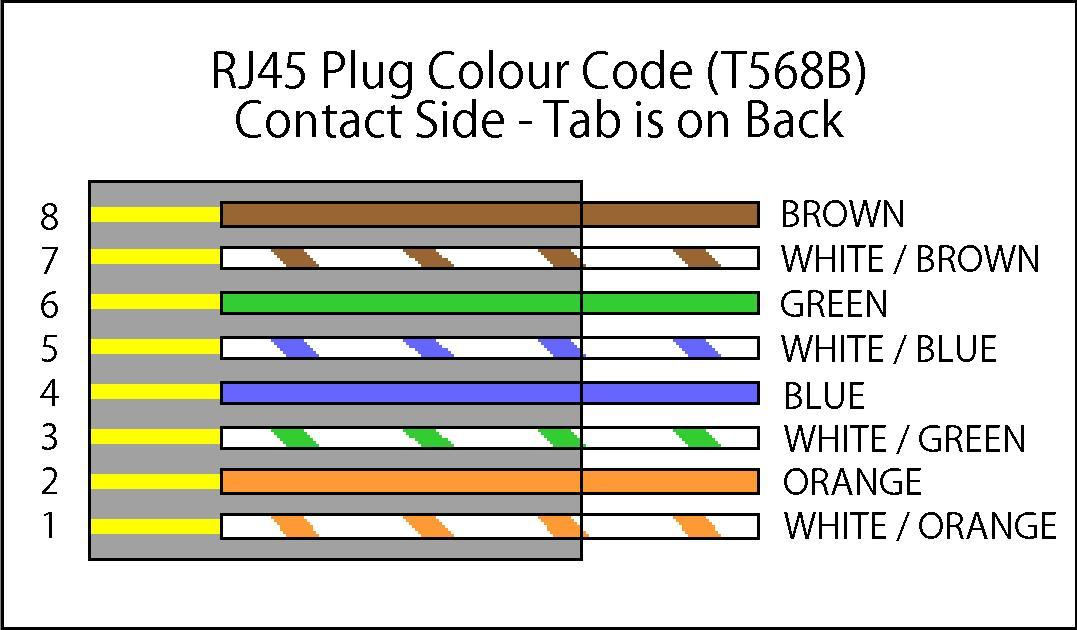 RJ45 Plug Colour Code (T568B)
Contact Side - Tab is on Back
8 BROWN
7 WHITE / BROWN
6 GREEN
5 WHITE / BLUE
4 BLUE
3 WHITE / GREEN
2 ORANGE
1 WHITE / ORANGE